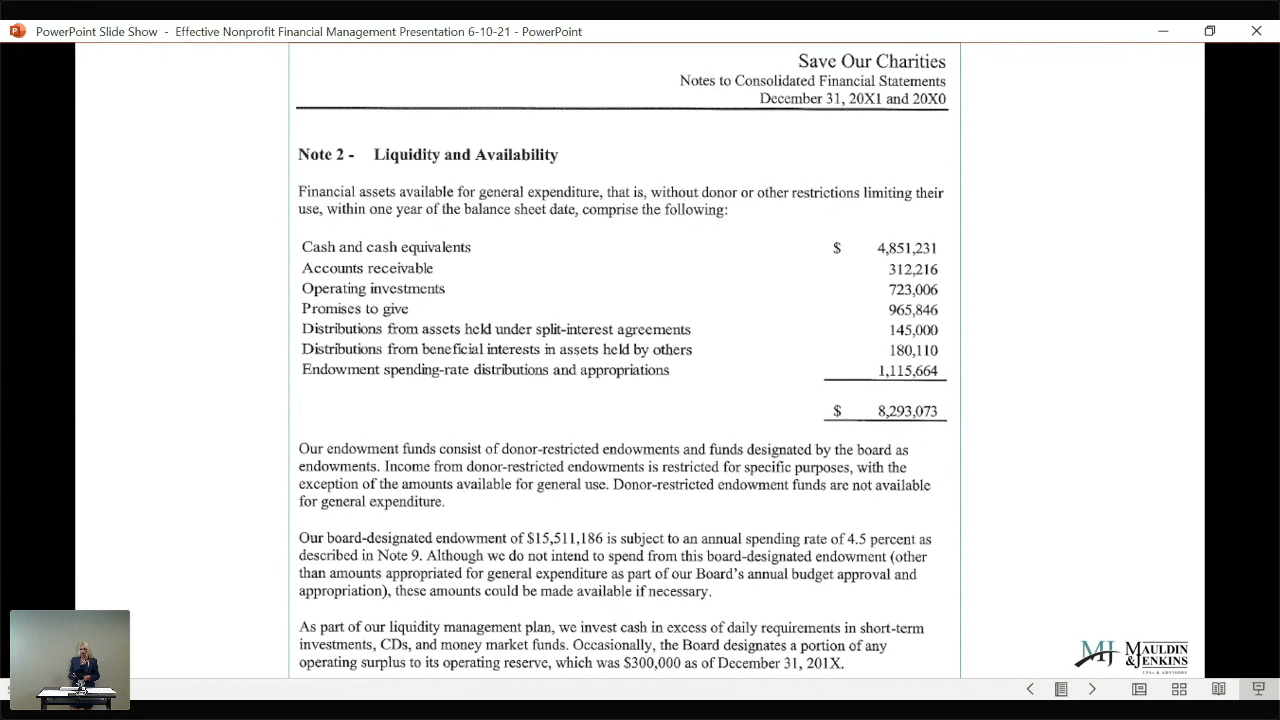 PowerPoint Slide Show - Effective Nonprofit Financial Management Presentation 6-10-21 - PowerPoint
Save Our Charities
Notes to Consolidated Financial Statements
December 31, 20X1 and 20X0
Note 2 - Liquidity and Availability
Financial assets available for general expenditure, that is, without donor or other restrictions limiting their
use, within one year of the balance sheet date, comprise the following:
Cash and cash equivalents $ 4,851,231
Accounts receivable 312,216
Operating investments 723,006
Promises to give 965,846
Distributions from assets held under split-interest agreements 145,000
Distributions from beneficial interests in assets held by others 180,110
Endowment spending-rate distributions and appropriations 1,115,664
$ 8,293,073
Our endowment funds consist of donor-restricted endowments and funds designated by the board as
endowments. Income from donor-restricted endowments is restricted for specific purposes, with the
exception of the amounts available for general use. Donor-restricted endowment funds are not available
for general expenditure.
Our board-designated endowment of $15,511,186 is subject to an annual spending rate of 4.5 percent as
described in Note 9. Although we do not intend to spend from this board-designated endowment (other
than amounts appropriated for general expenditure as part of our Board's annual budget approval and
appropriation), these amounts could be made available if necessary.
As part of our liquidity management plan, we invest cash in excess of daily requirements in short-term
investments, CDs, and money market funds. Occasionally, the Board designates a portion of any
operating surplus to its operating reserve, which was $300,000 as of December 31, 201X.
MJ MAULDIN
& JENKINS
CPAs & ADVISORS